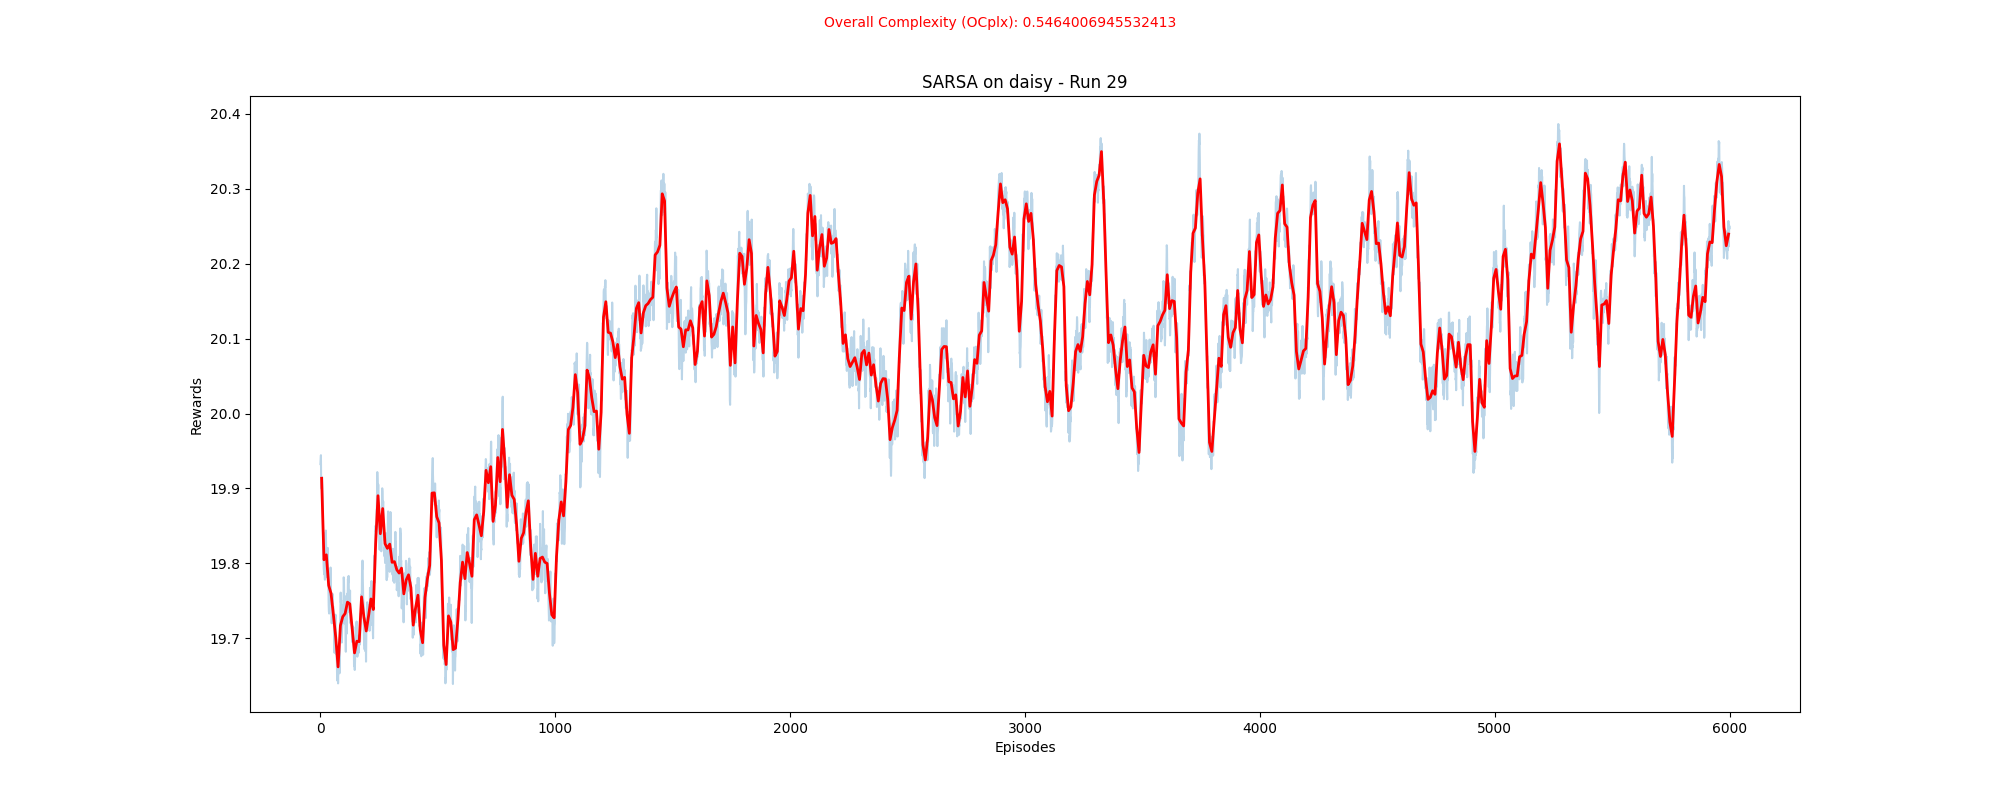 Overall Complexity (OCplx): 0.5464006945532413
SARSA on daisy - Run 29
20.4
20.3
20.2
20.1
20.0
19.9
19.8
19.7
Rewards
0 1000 2000 3000 4000 5000 6000
Episodes